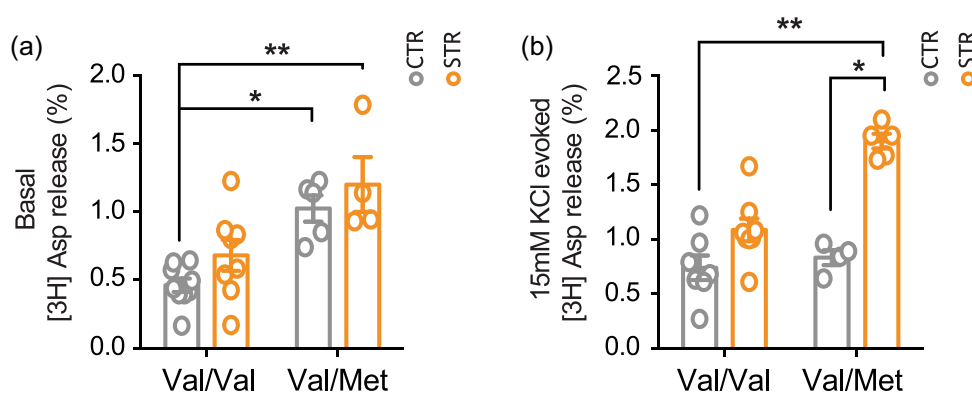 (a)
**
*
CTR
STR
Basal
[3H] Asp release (%)
2.0
1.5
1.0
0.5
0.0
Val/Val
Val/Met
(b)
**
*
CTR
STR
15mM KCl evoked
[3H] Asp release (%)
2.5
2.0
1.5
1.0
0.5
0.0
Val/Val
Val/Met